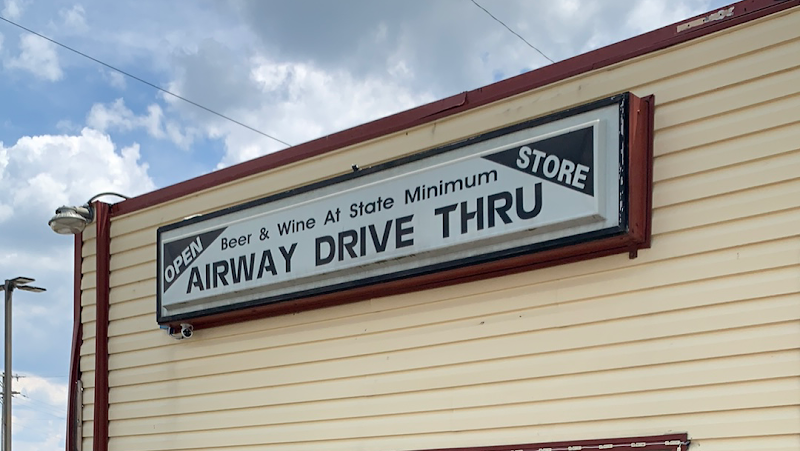 OPEN
Beer & Wine At State Minimum
AIRWAY DRIVE THRU
STORE